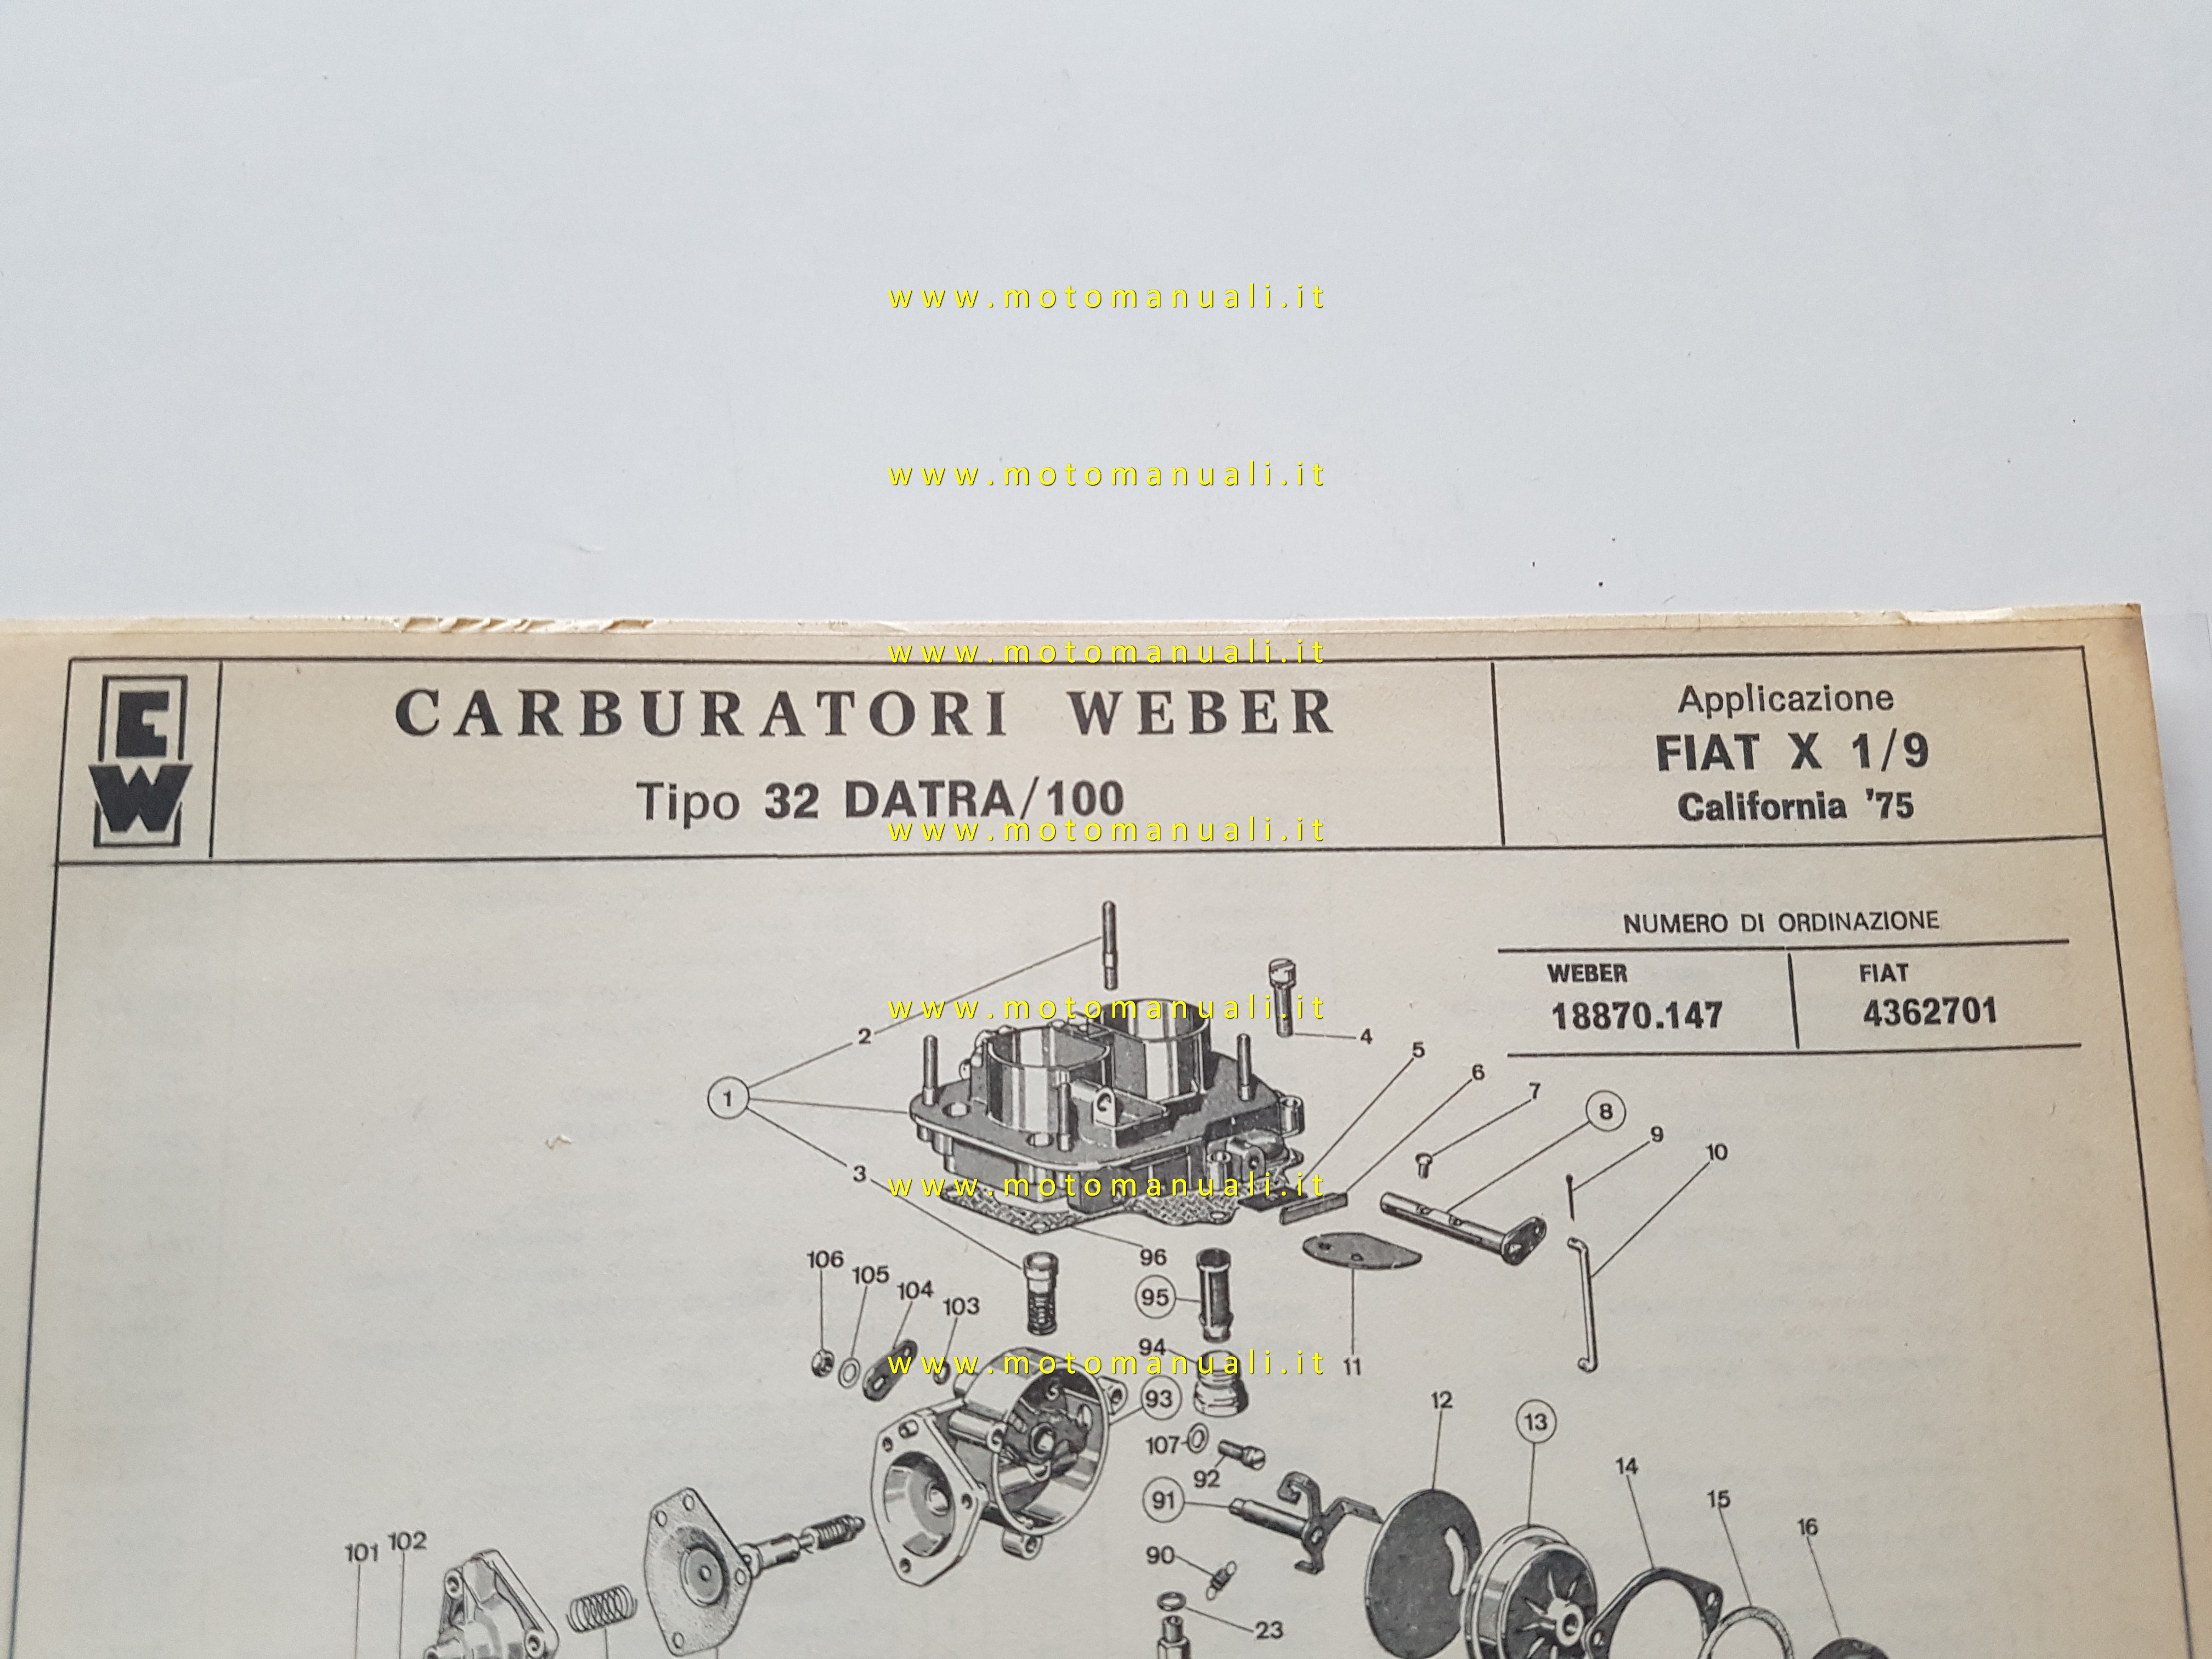 www.motomanuali.it
www.motomanuali.it
www.motomanuali.it
EW
CARBURATORI WEBER
Tipo 32 DATRA/100
www.motomanuali.it
Applicazione
FIAT X 1/9
California '75
NUMERO DI ORDINAZIONE
WEBER FIAT
18870.147 4362701
www.motomanuali.it
2
4
5
6
7
8
1
9
10
3
www.motomanuali.it
96
106
105
104
103
95
94
www.motomanuali.it
11
93
12
13
107
92
14
91
15
16
101
102
90
23